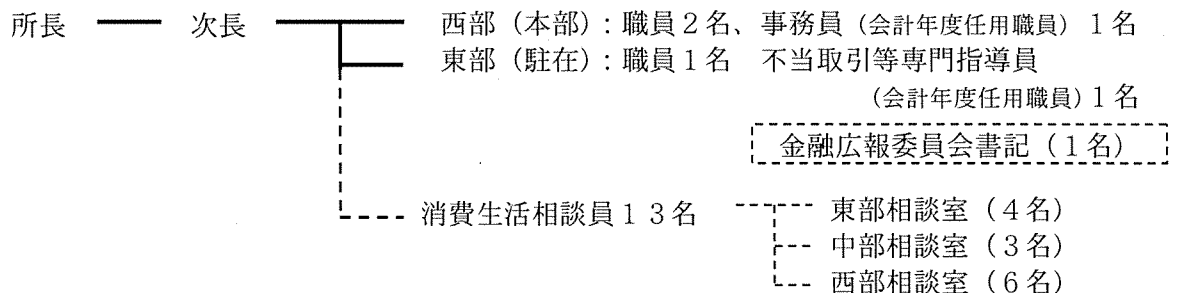 所長 次長 西部（本部）：職員２名、事務員（会計年度任用職員）１名
東部（駐在）：職員１名 不当取引等専門指導員
（会計年度任用職員）１名
金融広報委員会書記（１名）
消費生活相談員１３名 東部相談室（４名）
中部相談室（３名）
西部相談室（６名）